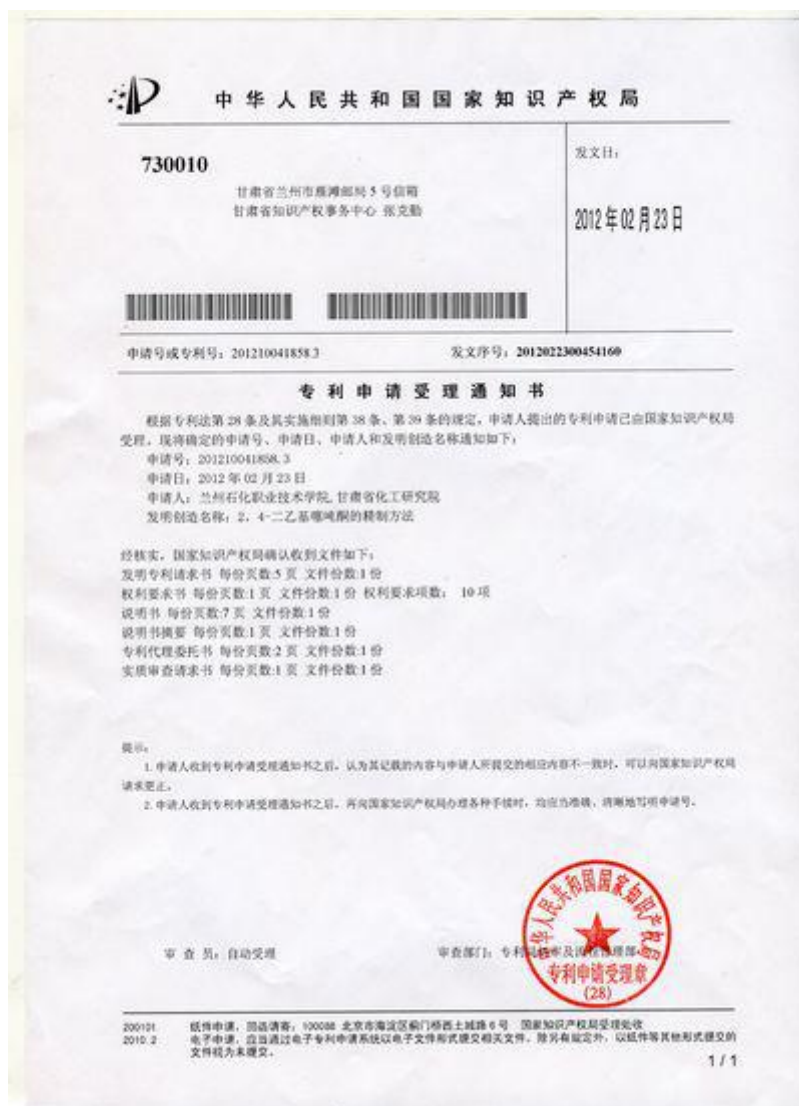 中华人民共和国国家知识产权局
730010
甘肃省兰州市雁滩邮局5号信箱
甘肃省知识产权事务中心 张克勤
发文日：
2012年02月23日
申请号或专利号：201210041858.3
发文序号：2012022300454160
专利申请受理通知书
根据专利法第28条及其实施细则第38条、第39条的规定，申请人提出的专利申请已由国家知识产权局
受理。现将确定的申请号、申请日、申请人和发明创造名称通知如下：
申请号：201210041858.3
申请日：2012年02月23日
申请人：兰州石化职业技术学院,甘肃省化工研究院
发明创造名称：2，4-二乙基噻吨酮的精制方法
经核实，国家知识产权局确认收到文件如下：
发明专利请求书 每份页数:5 页 文件份数:1 份
权利要求书 每份页数:1 页 文件份数:1 份 权利要求项数： 10 项
说明书 每份页数:7 页 文件份数:1 份
说明书摘要 每份页数:1 页 文件份数:1 份
专利代理委托书 每份页数:2 页 文件份数:1 份
实质审查请求书 每份页数:1 页 文件份数:1 份
提示：
1.申请人收到专利申请受理通知书之后，认为其记载的内容与申请人所提交的相应内容不一致时，可以向国家知识产权局
请求更正。
2.申请人收到专利申请受理通知书之后，再向国家知识产权局办理各种手续时，均应当准确、清晰地写明申请号。
审 查 员：自动受理
审查部门：专利局初审及流程管理部
中华人民共和国国家知识产权局
专利申请受理章
(28)
200101
2010.2
纸件申请，回函请寄：100088 北京市海淀区蓟门桥西土城路6号 国家知识产权局受理处收
电子申请，应当通过电子专利申请系统以电子文件形式提交相关文件。除另有规定外，以纸件等其他形式提交的
文件视为未提交。
1/1